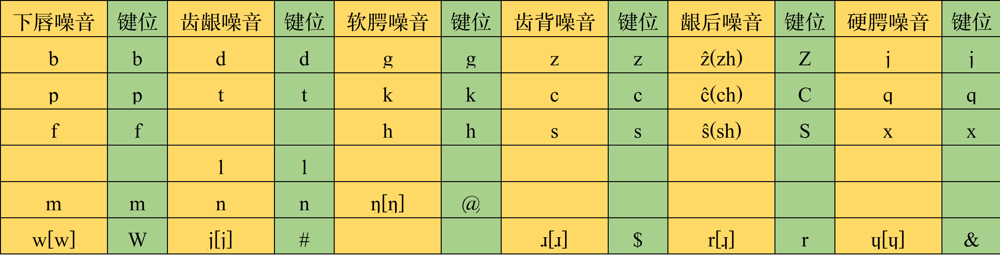 下唇噪音 键位 齿龈噪音 键位 软腭噪音 键位 齿背噪音 键位 龈后噪音 键位 硬腭噪音 键位
b b d d g g z z ẑ(zh) Z j j
p p t t k k c c ĉ(ch) C q q
f f h h s s ŝ(sh) S x x
l l
m m n n ŋ[ŋ] @
w[w] W j[j] # ɹ[ɹ] $ r[ɻ] r ɥ[ɥ] &